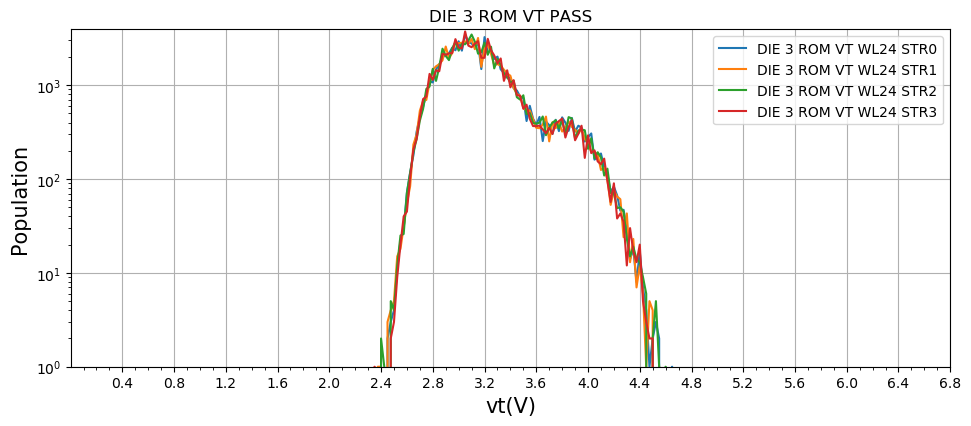 DIE 3 ROM VT PASS
DIE 3 ROM VT WL24 STR0
DIE 3 ROM VT WL24 STR1
DIE 3 ROM VT WL24 STR2
DIE 3 ROM VT WL24 STR3
Population
10³
10²
10¹
10⁰
0.4 0.8 1.2 1.6 2.0 2.4 2.8 3.2 3.6 4.0 4.4 4.8 5.2 5.6 6.0 6.4 6.8
vt(V)